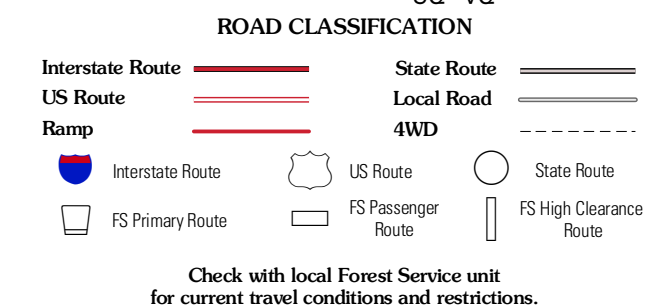 ROAD CLASSIFICATION
Interstate Route
State Route
US Route
Local Road
Ramp
4WD
Interstate Route
US Route
State Route
FS Primary Route
FS Passenger
Route
FS High Clearance
Route
Check with local Forest Service unit
for current travel conditions and restrictions.